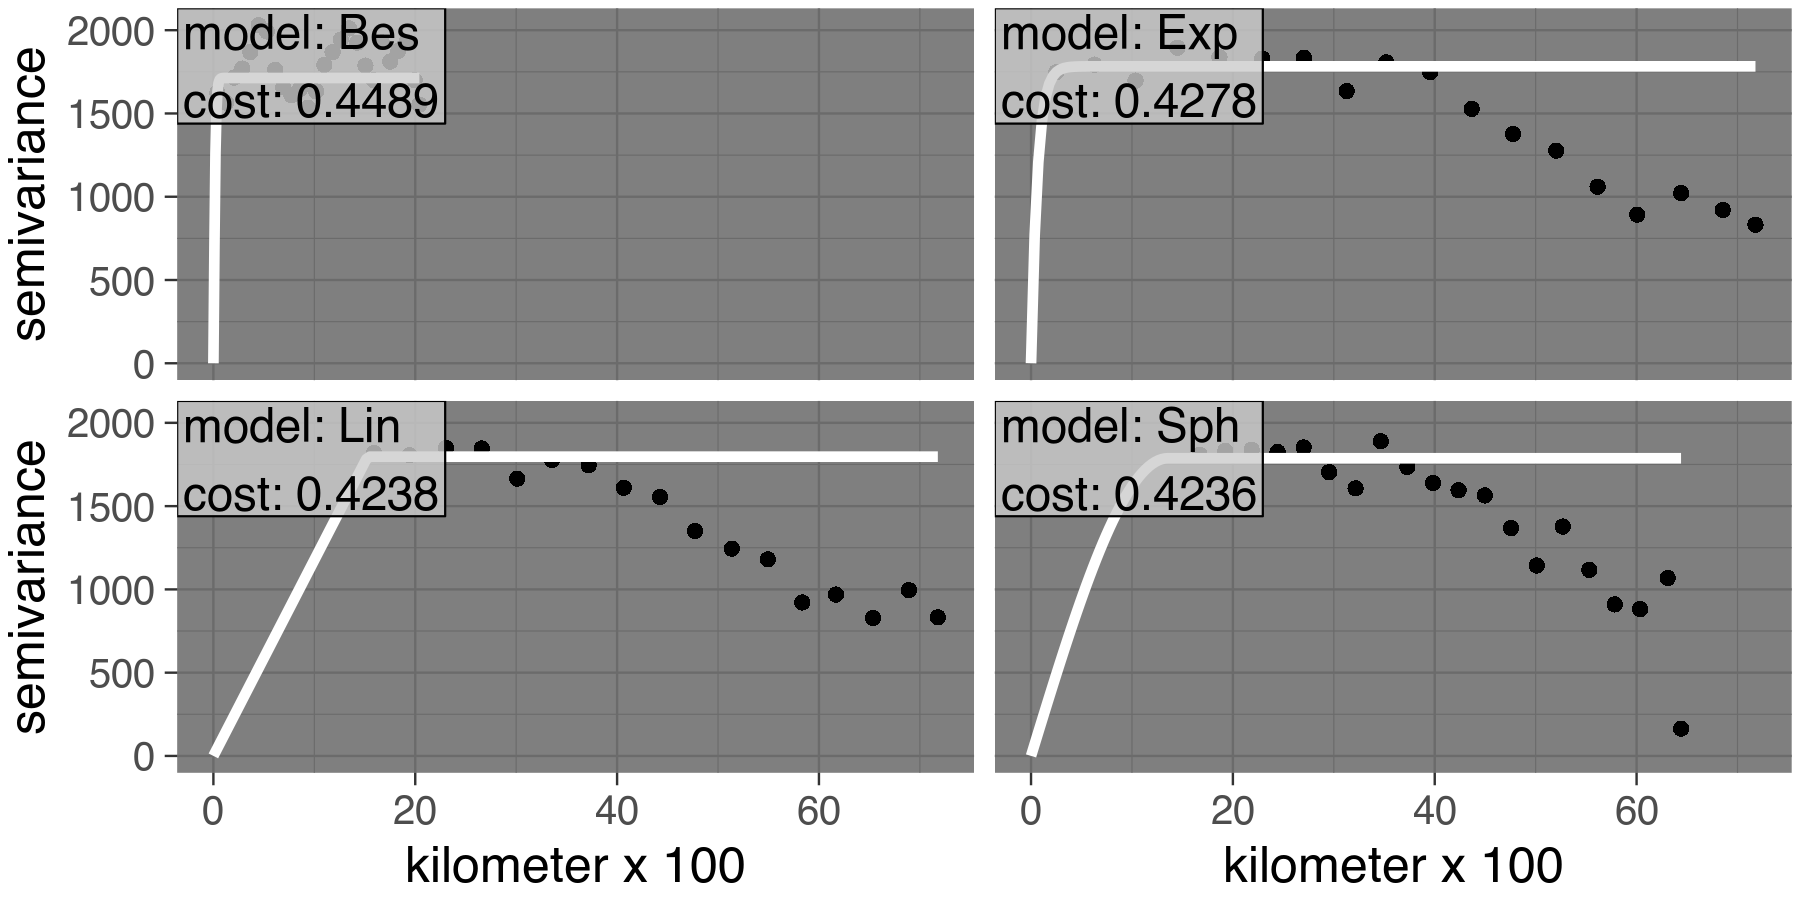 model: Bes
cost: 0.4489
model: Exp
cost: 0.4278
semivariance
2000
1500
1000
500
0
model: Lin
cost: 0.4238
model: Sph
cost: 0.4236
semivariance
2000
1500
1000
500
0
0 20 40 60
0 20 40 60
kilometer x 100
kilometer x 100